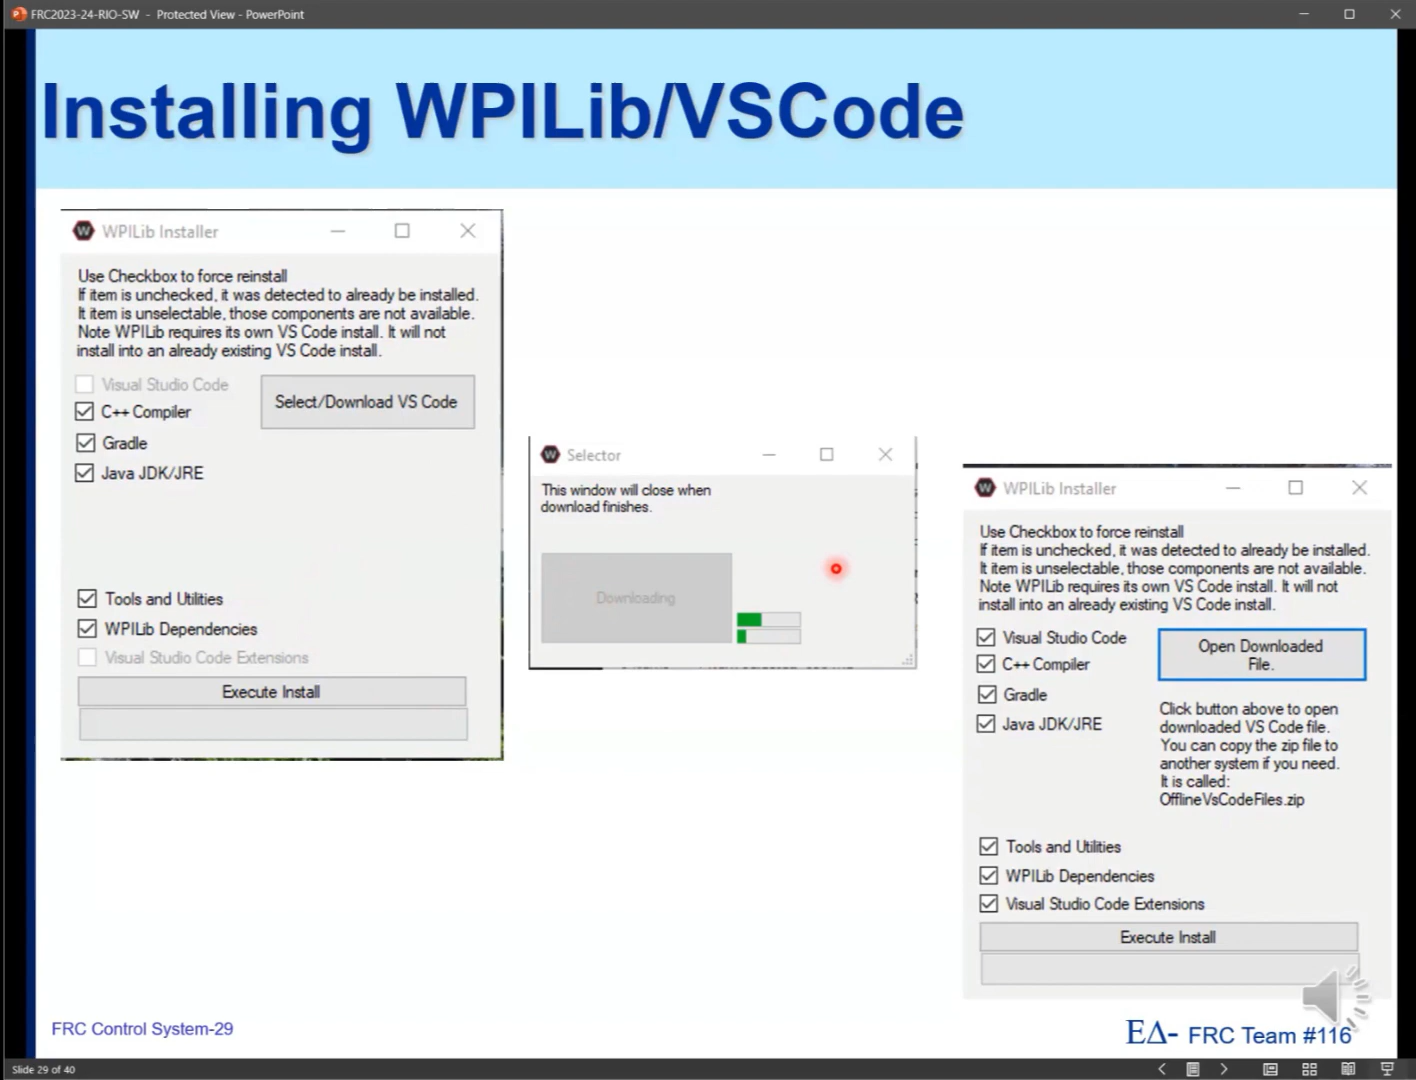 FRC2023-24-RIO-SW - Protected View - PowerPoint
Installing WPILib/VSCode
WPILib Installer
Use Checkbox to force reinstall
If item is unchecked, it was detected to already be installed.
It item is unselectable, those components are not available.
Note WPILib requires its own VS Code install. It will not
install into an already existing VS Code install.
Visual Studio Code
Select/Download VS Code
C++ Compiler
Gradle
Java JDK/JRE
Tools and Utilities
WPILib Dependencies
Visual Studio Code Extensions
Execute Install
Selector
This window will close when
download finishes.
Downloading
WPILib Installer
Use Checkbox to force reinstall
If item is unchecked, it was detected to already be installed.
It item is unselectable, those components are not available.
Note WPILib requires its own VS Code install. It will not
install into an already existing VS Code install.
Visual Studio Code
Open Downloaded
File.
C++ Compiler
Gradle
Java JDK/JRE
Click button above to open
downloaded VS Code file.
You can copy the zip file to
another system if you need.
It is called:
OfflineVsCodeFiles.zip
Tools and Utilities
WPILib Dependencies
Visual Studio Code Extensions
Execute Install
FRC Control System-29
ΕΔ- FRC Team #116
Slide 29 of 40